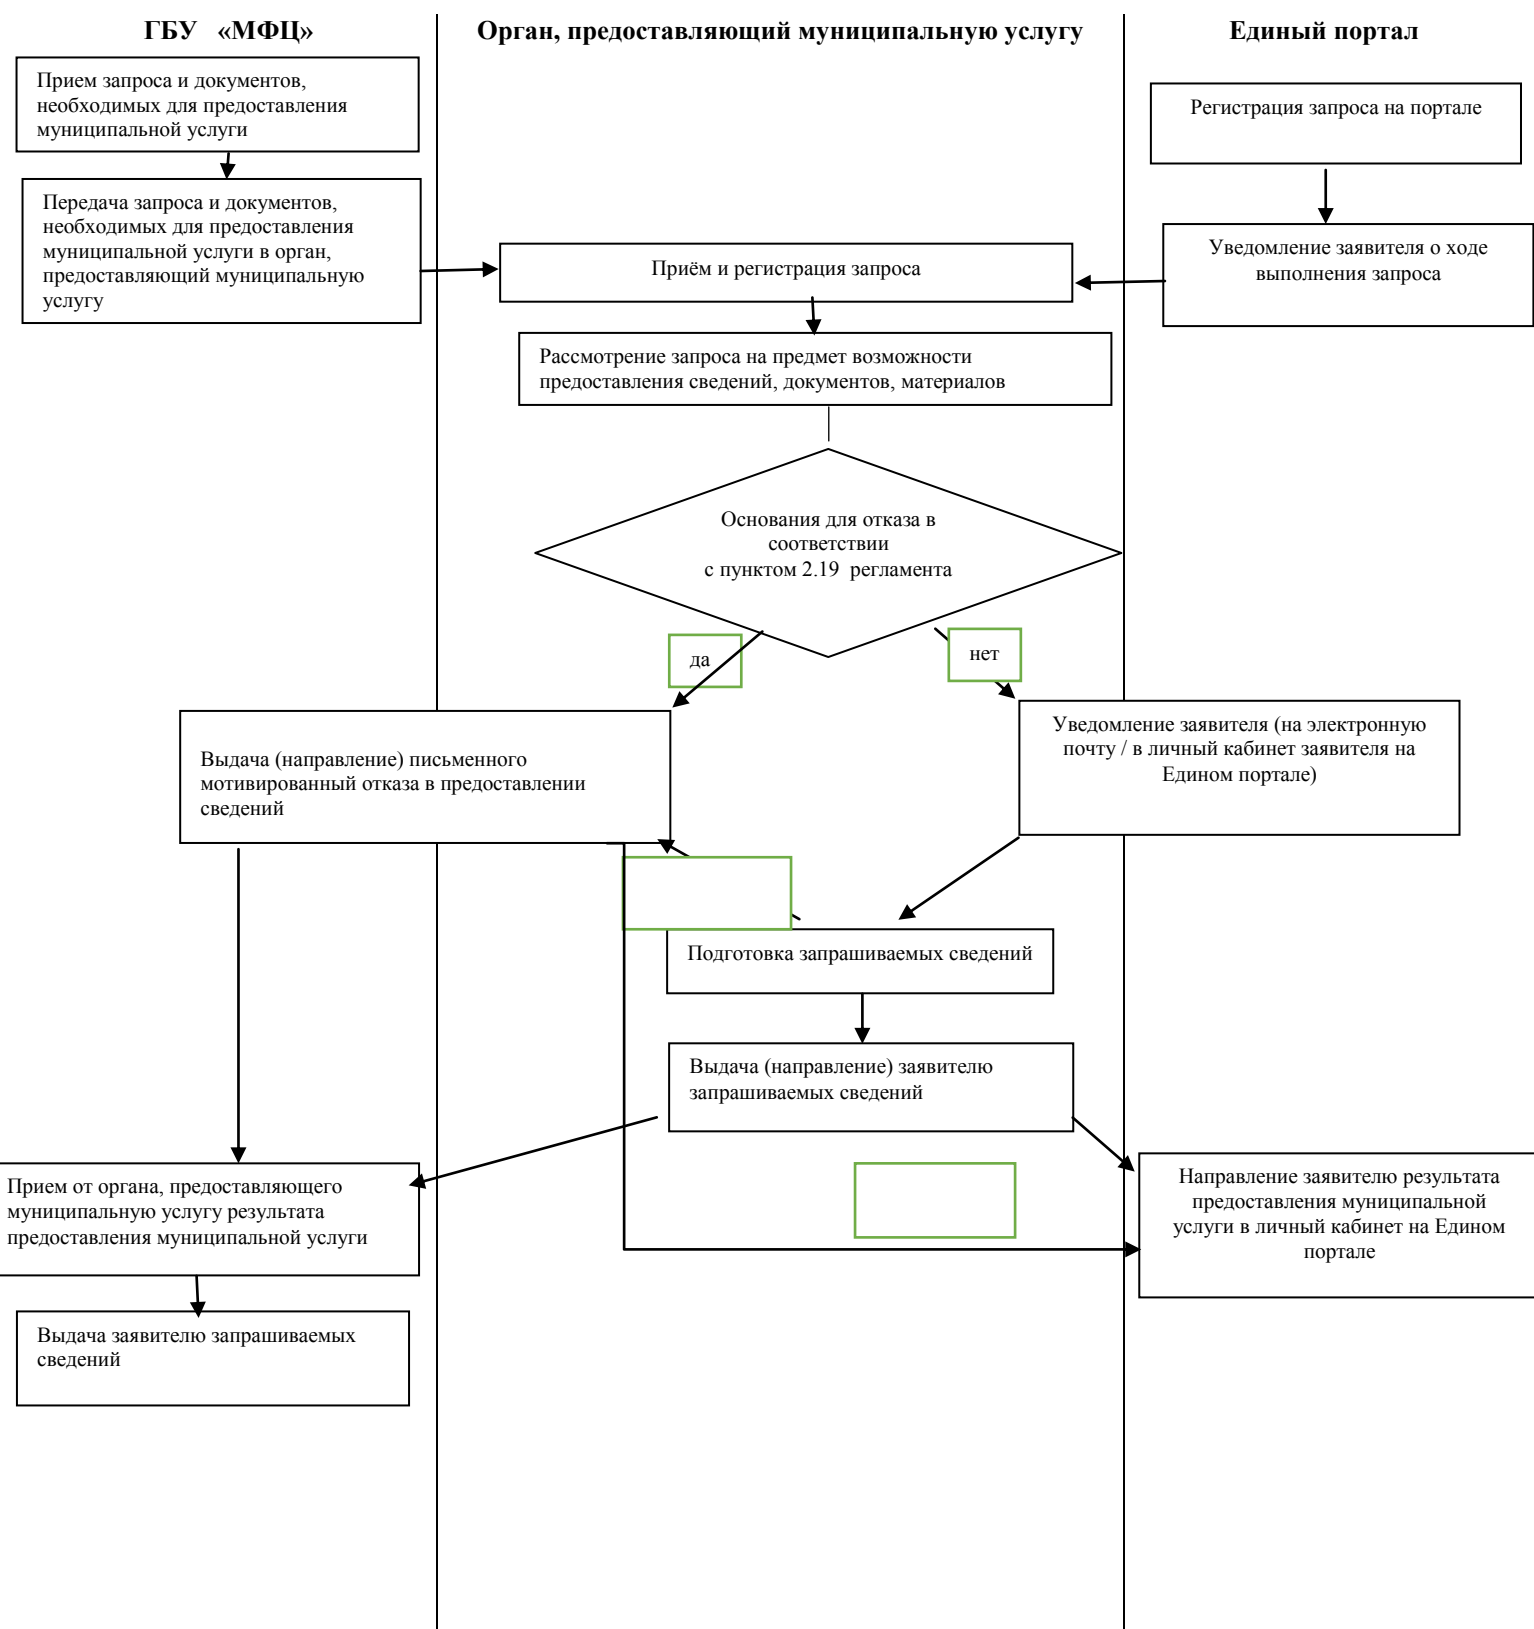 ГБУ «МФЦ»
Орган, предоставляющий муниципальную услугу
Единый портал
Прием запроса и документов,
необходимых для предоставления
муниципальной услуги
Регистрация запроса на портале
Передача запроса и документов,
необходимых для предоставления
муниципальной услуги в орган,
предоставляющий муниципальную
услугу
Приём и регистрация запроса
Уведомление заявителя о ходе
выполнения запроса
Рассмотрение запроса на предмет возможности
предоставления сведений, документов, материалов
Основания для отказа в
соответствии
с пунктом 2.19 регламента
да
нет
Выдача (направление) письменного
мотивированный отказа в предоставлении
сведений
Уведомление заявителя (на электронную
почту / в личный кабинет заявителя на
Едином портале)
Подготовка запрашиваемых сведений
Выдача (направление) заявителю
запрашиваемых сведений
Прием от органа, предоставляющего
муниципальную услугу результата
предоставления муниципальной услуги
Направление заявителю результата
предоставления муниципальной
услуги в личный кабинет на Едином
портале
Выдача заявителю запрашиваемых
сведений